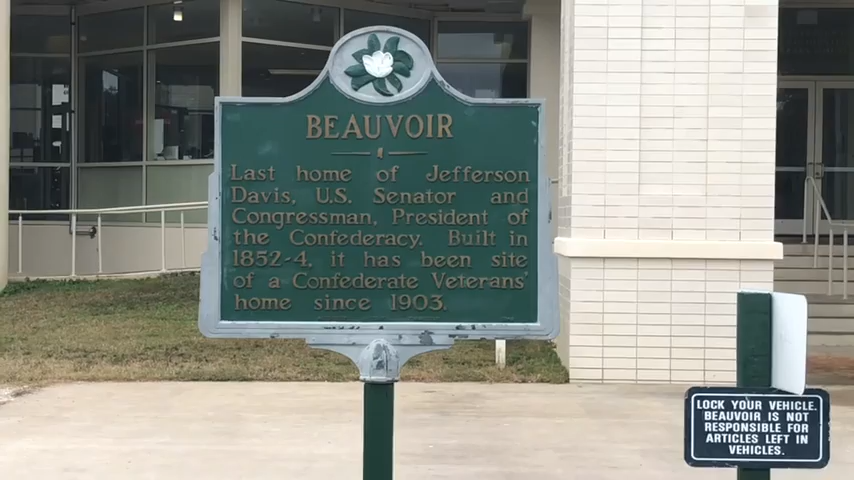 BEAUVOIR
Last home of Jefferson
Davis, U.S. Senator and
Congressman, President of
the Confederacy. Built in
1852-4, it has been site
of a Confederate Veterans'
home since 1903.
LOCK YOUR VEHICLE.
BEAUVOIR IS NOT
RESPONSIBLE FOR
ARTICLES LEFT IN
VEHICLES.